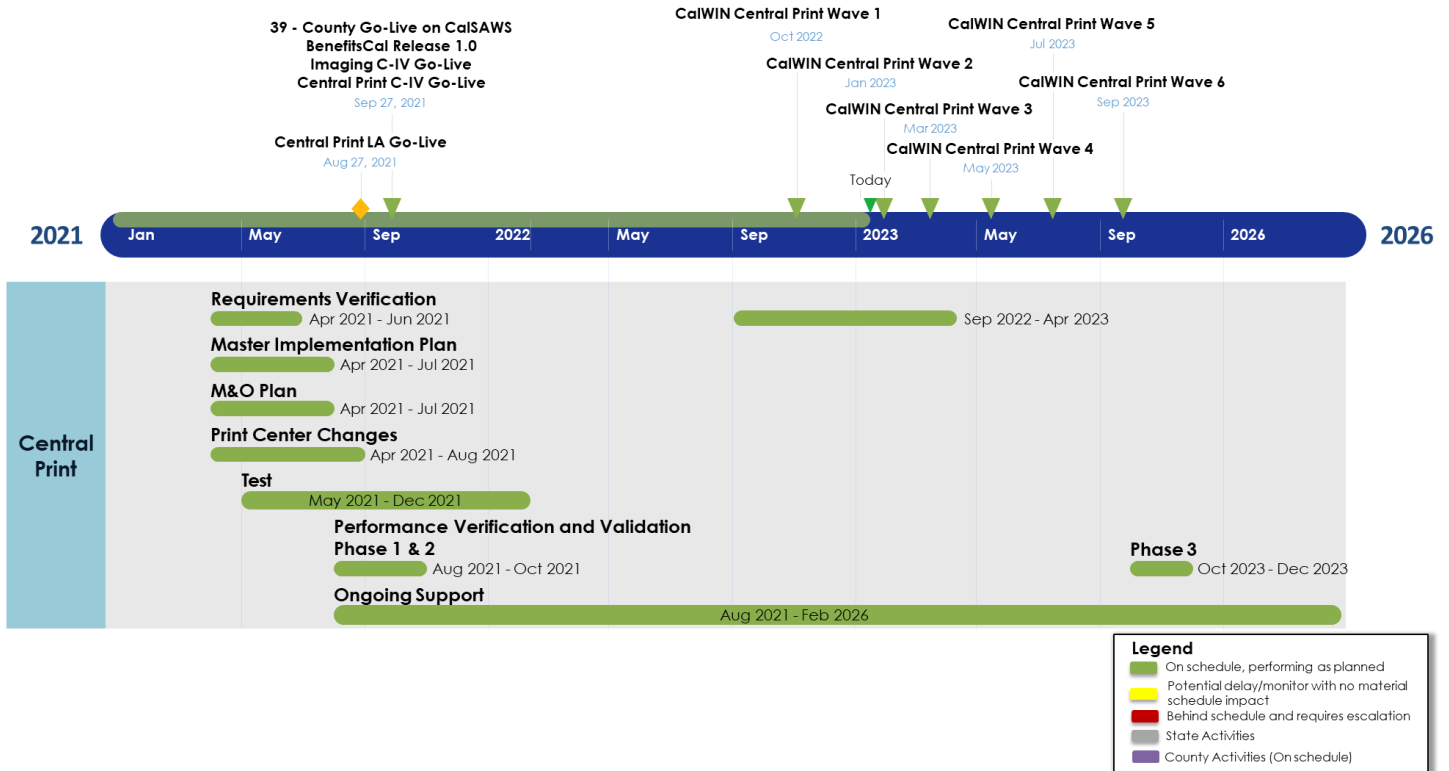 CalWIN Central Print Wave 1
Oct 2022
39 - County Go-Live on CalSAWS
BenefitsCal Release 1.0
Imaging C-IV Go-Live
Central Print C-IV Go-Live
Sep 27, 2021
CalWIN Central Print Wave 5
Jul 2023
CalWIN Central Print Wave 2
Jan 2023
CalWIN Central Print Wave 6
Sep 2023
CalWIN Central Print Wave 3
Mar 2023
Central Print LA Go-Live
Aug 27, 2021
CalWIN Central Print Wave 4
May 2023
Today
2021
Jan May Sep 2022 May Sep 2023 May Sep 2026
2026
Central
Print
Requirements Verification
Apr 2021 - Jun 2021
Sep 2022 - Apr 2023
Master Implementation Plan
Apr 2021 - Jul 2021
M&O Plan
Apr 2021 - Jul 2021
Print Center Changes
Apr 2021 - Aug 2021
Test
May 2021 - Dec 2021
Performance Verification and Validation
Phase 1 & 2
Aug 2021 - Oct 2021
Phase 3
Oct 2023 - Dec 2023
Ongoing Support
Aug 2021 - Feb 2026
Legend
On schedule, performing as planned
Potential delay/monitor with no material
schedule impact
Behind schedule and requires escalation
State Activities
County Activities (On schedule)